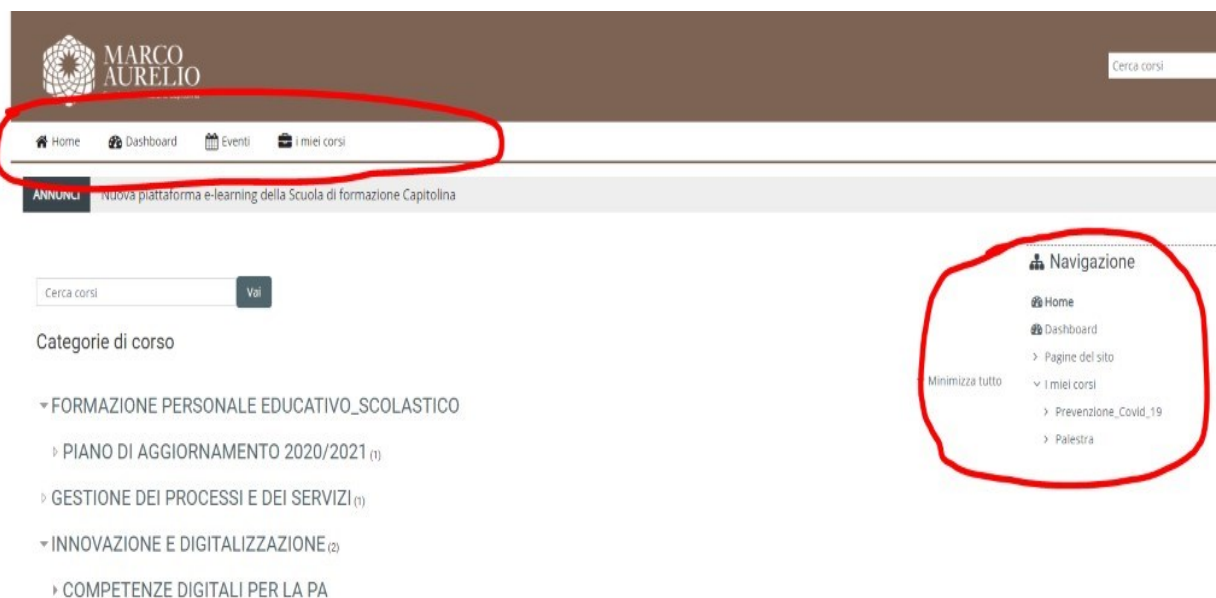 MARCO
AURELIO
Cerca corsi
Home Dashboard Eventi i miei corsi
ANNUNCI Nuova piattaforma e-learning della Scuola di formazione Capitolina
Navigazione
Cerca corsi Vai
Home
Dashboard
Categorie di corso
> Pagine del sito
Minimizza tutto
I miei corsi
> Prevenzione_Covid_19
> Palestra
FORMAZIONE PERSONALE EDUCATIVO_SCOLASTICO
PIANO DI AGGIORNAMENTO 2020/2021 (1)
GESTIONE DEI PROCESSI E DEI SERVIZI (1)
INNOVAZIONE E DIGITALIZZAZIONE (2)
COMPETENZE DIGITALI PER LA PA